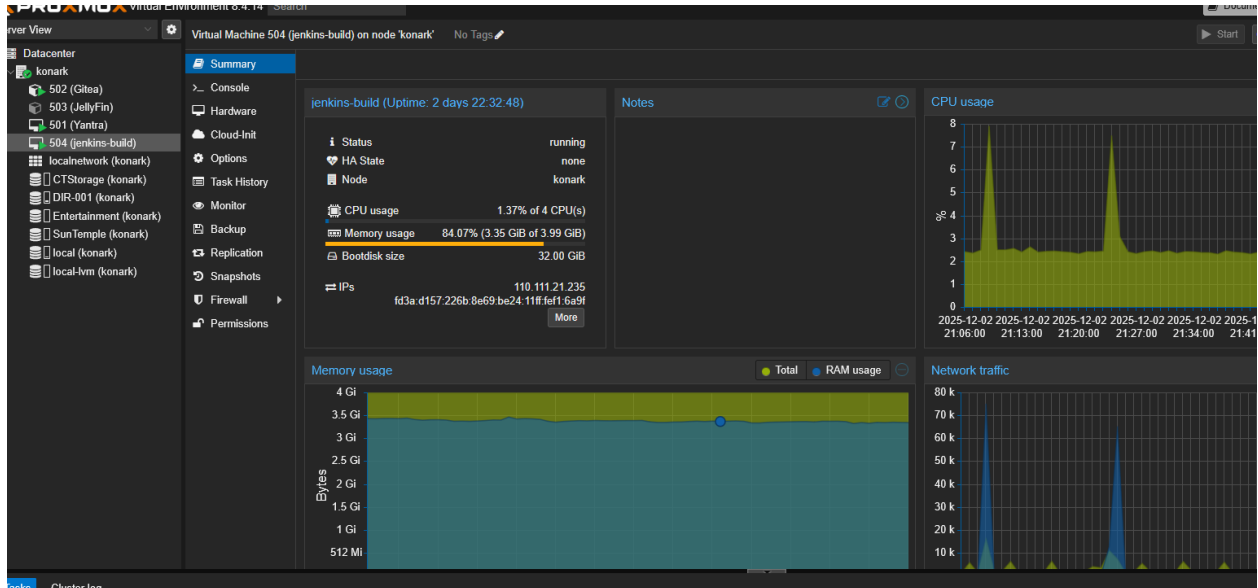 PROXMOX Virtual Environment 8.4.14 Search
Server View
Virtual Machine 504 (jenkins-build) on node 'konark' No Tags
Start
Datacenter
konark
502 (Gitea)
503 (JellyFin)
501 (Yantra)
504 (jenkins-build)
localnetwork (konark)
CTStorage (konark)
DIR-001 (konark)
Entertainment (konark)
SunTemple (konark)
local (konark)
local-lvm (konark)
Summary
Console
Hardware
Cloud-Init
Options
Task History
Monitor
Backup
Replication
Snapshots
Firewall
Permissions
jenkins-build (Uptime: 2 days 22:32:48)
Status running
HA State none
Node konark
CPU usage 1.37% of 4 CPU(s)
Memory usage 84.07% (3.35 GiB of 3.99 GiB)
Bootdisk size 32.00 GiB
IPs 110.111.21.235
fd3a:d157:226b:8e69:be24:11ff:fef1:6a9f
More
Notes
CPU usage
8
7
6
5
4
3
2
1
0
%
2025-12-02 2025-12-02 2025-12-02 2025-12-02 2025-12-02 2025-1
21:06:00 21:13:00 21:20:00 21:27:00 21:34:00 21:41
Memory usage
Total RAM usage
4 Gi
3.5 Gi
3 Gi
2.5 Gi
2 Gi
1.5 Gi
1 Gi
512 Mi
Bytes
Network traffic
80 k
70 k
60 k
50 k
40 k
30 k
20 k
10 k
Tasks Cluster log